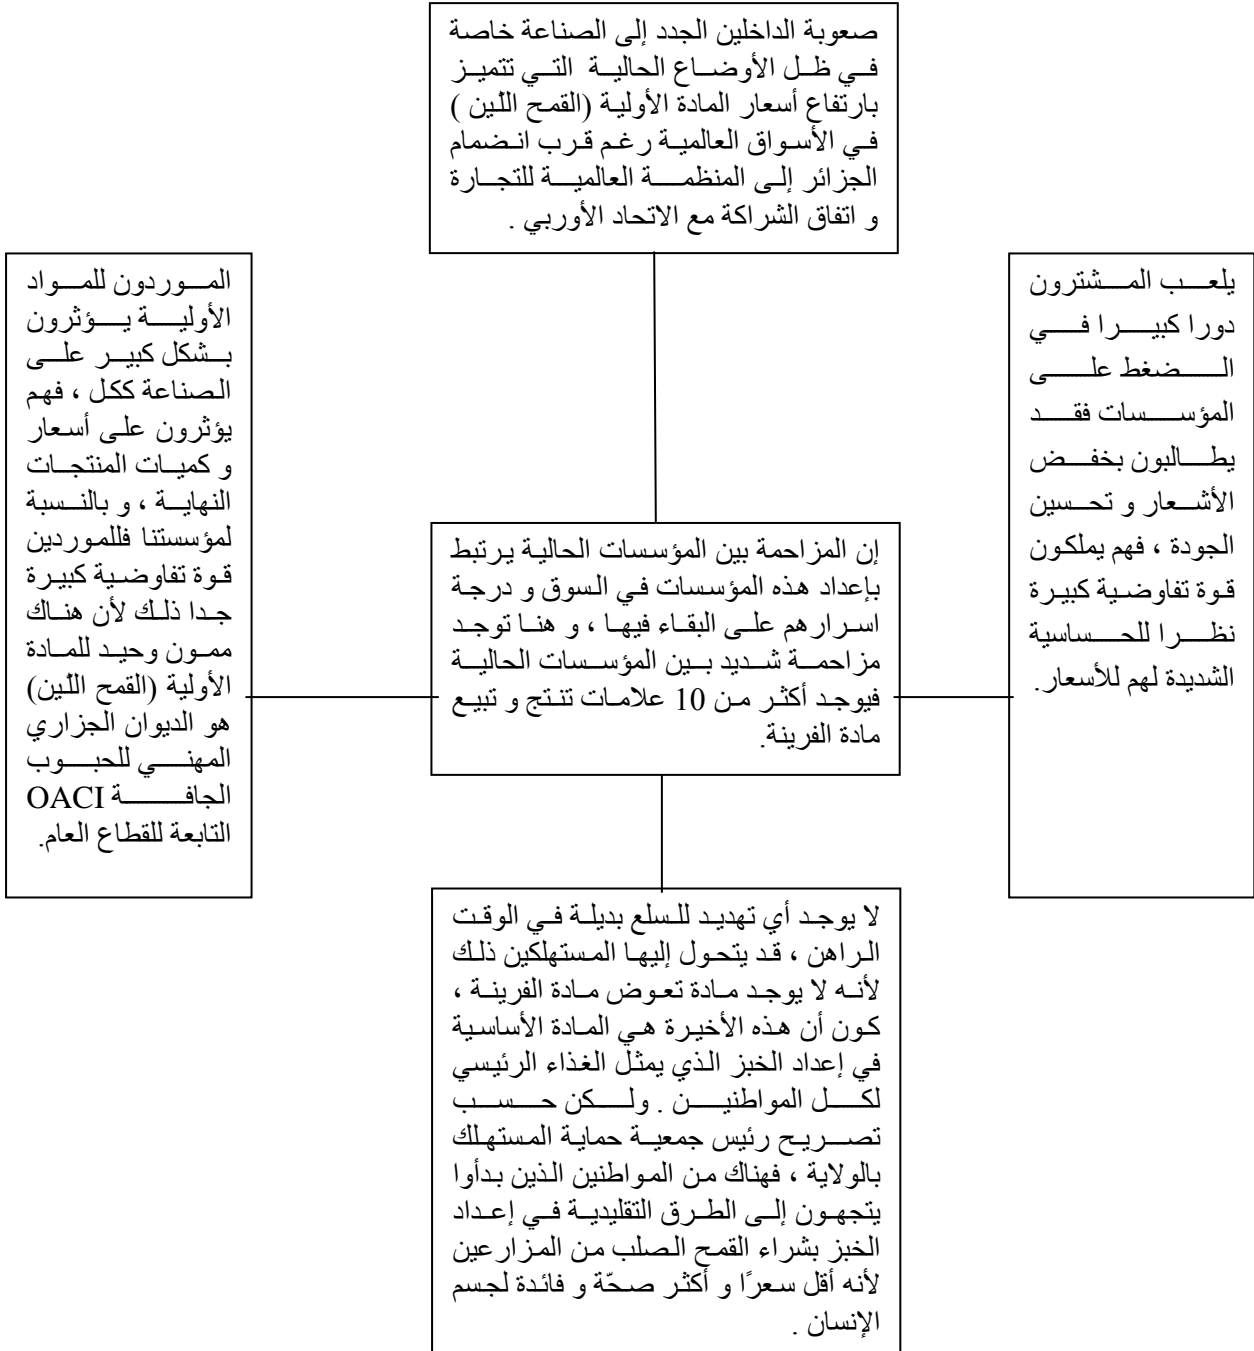 صعوبة الداخلين الجدد إلى الصناعة خاصة
في ظل الأوضاع الحالية التي تتميز
بارتفاع أسعار المادة الأولية (القمح اللّين )
في الأسواق العالمية رغم قرب انضمام
الجزائر إلى المنظمة العالمية للتجارة
و اتفاق الشراكة مع الاتحاد الأوربي .
يلعب المشترون
دورا كبيرا في
الضغط على
المؤسسات فقد
يطالبون بخفض
الأشعار و تحسين
الجودة ، فهم يملكون
قوة تفاوضية كبيرة
نظرا للحساسية
الشديدة لهم للأسعار.
إن المزاحمة بين المؤسسات الحالية يرتبط
بإعداد هذه المؤسسات في السوق و درجة
اسرارهم على البقاء فيها ، و هنا توجد
مزاحمة شديد بين المؤسسات الحالية
فيوجد أكثر من 10 علامات تنتج و تبيع
مادة الفرينة.
الموردون للمواد
الأولية يؤثرون
بشكل كبير على
الصناعة ككل ، فهم
يؤثرون على أسعار
و كميات المنتجات
النهاية ، و بالنسبة
لمؤسستنا فللموردين
قوة تفاوضية كبيرة
جدا ذلك لأن هناك
ممون وحيد للمادة
الأولية (القمح اللّين)
هو الديوان الجزاري
المهني للحبوب
الجافة OACI
التابعة للقطاع العام.
لا يوجد أي تهديد للسلع بديلة في الوقت
الراهن ، قد يتحول إليها المستهلكين ذلك
لأنه لا يوجد مادة تعوض مادة الفرينة ،
كون أن هذه الأخيرة هي المادة الأساسية
في إعداد الخبز الذي يمثل الغذاء الرئيسي
لكل المواطنين . ولكن حسب
تصريح رئيس جمعية حماية المستهلك
بالولاية ، فهناك من المواطنين الذين بدأوا
يتجهون إلى الطرق التقليدية في إعداد
الخبز بشراء القمح الصلب من المزارعين
لأنه أقل سعرًا و أكثر صحّة و فائدة لجسم
الإنسان .